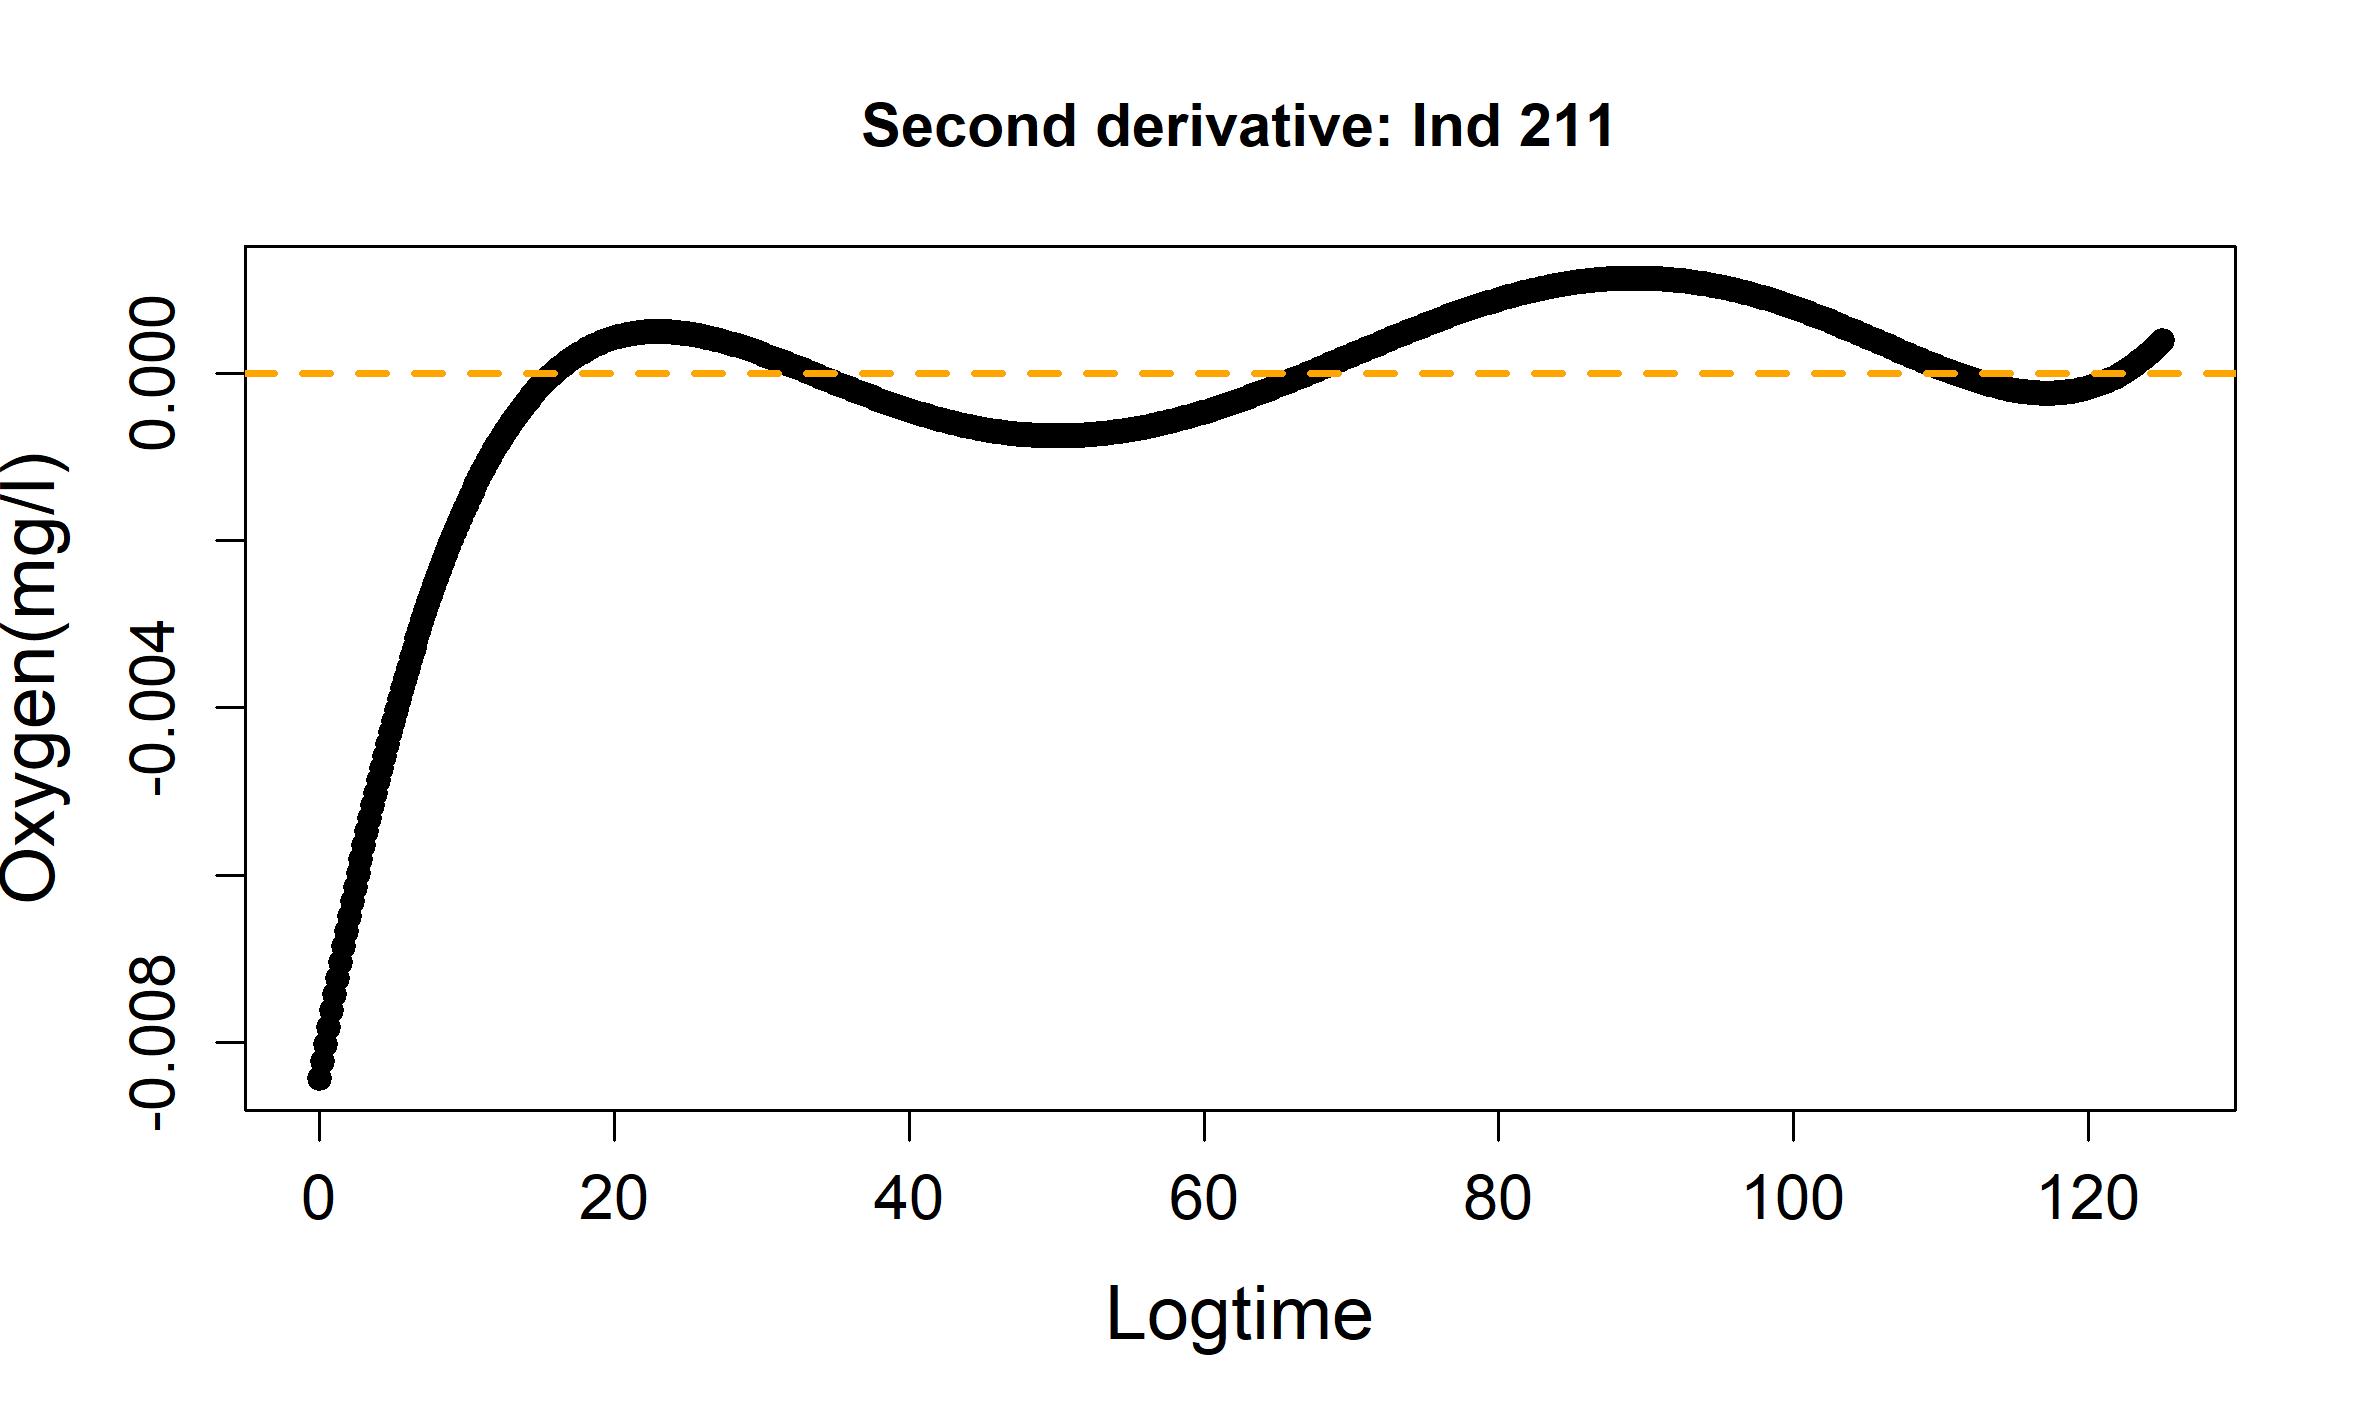 Second derivative: Ind 211
Oxygen(mg/l)
0.000
-0.004
-0.008
0 20 40 60 80 100 120
Logtime